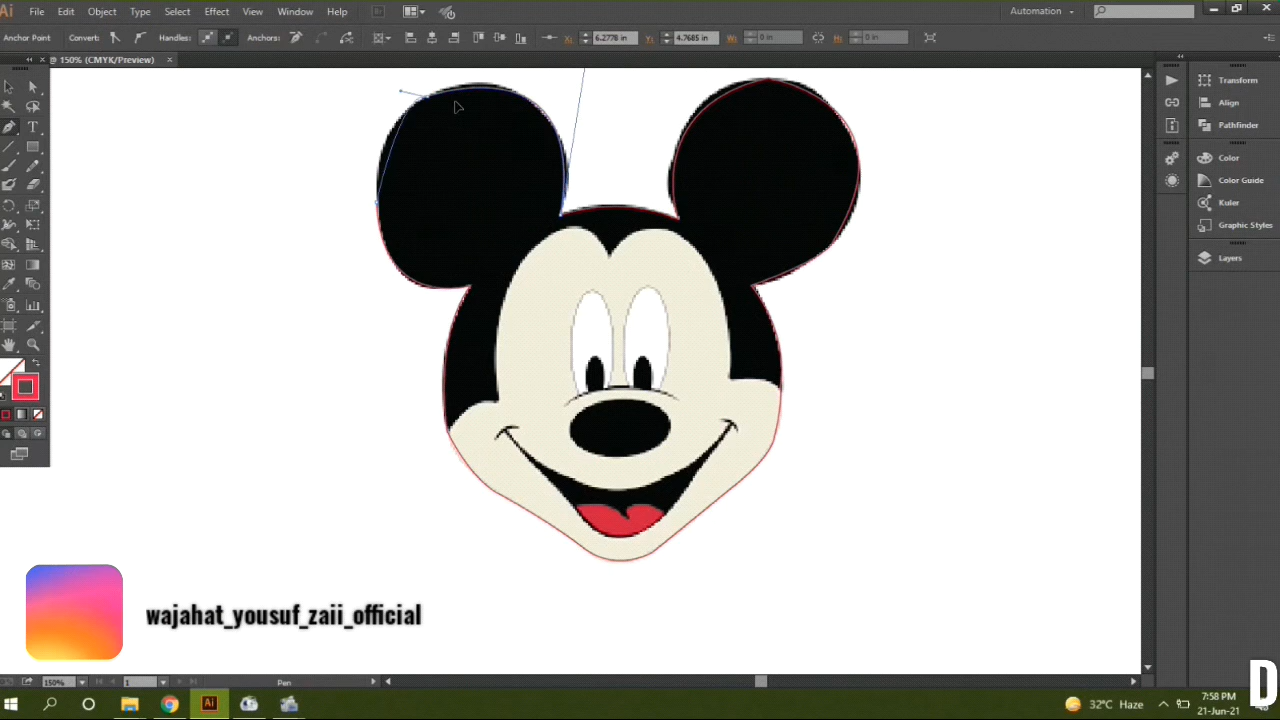 Ai File Edit Object Type Select Effect View Window Help Automation
Anchor Point Convert: Handles: Anchors: X: 6.2778 in Y: 4.7685 in W: 0 in H: 0 in
@ 150% (CMYK/Preview) ×
Transform
Align
Pathfinder
Color
Color Guide
Kuler
Graphic Styles
Layers
wajahat_yousuf_zaii_official
D
150% 1 Pen
Ai 32°C Haze 7:58 PM
21-Jun-21